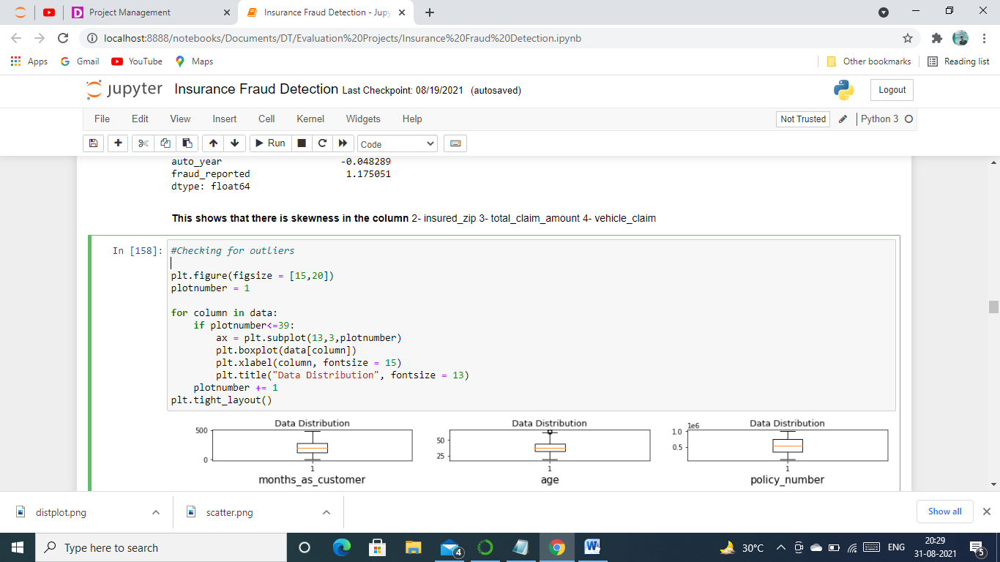 Project Management
Insurance Fraud Detection - Jupy
localhost:8888/notebooks/Documents/DT/Evaluation%20Projects/Insurance%20Fraud%20Detection.ipynb
Apps Gmail YouTube Maps Other bookmarks Reading list
jupyter Insurance Fraud Detection Last Checkpoint: 08/19/2021 (autosaved) Logout
File Edit View Insert Cell Kernel Widgets Help Not Trusted Python 3
Run Code
auto_year -0.048289
fraud_reported 1.175051
dtype: float64
This shows that there is skewness in the column 2- insured_zip 3- total_claim_amount 4- vehicle_claim
In [158]: #Checking for outliers
plt.figure(figsize = [15,20])
plotnumber = 1
for column in data:
    if plotnumber<=39:
        ax = plt.subplot(13,3,plotnumber)
        plt.boxplot(data[column])
        plt.xlabel(column, fontsize = 15)
        plt.title("Data Distribution", fontsize = 13)
    plotnumber += 1
plt.tight_layout()
Data Distribution Data Distribution Data Distribution
1e6
500 50 1.0
0 25 0.5
1 1 1
months_as_customer age policy_number
distplot.png scatter.png Show all
Type here to search 4 30°C ENG 20:29 5
31-08-2021